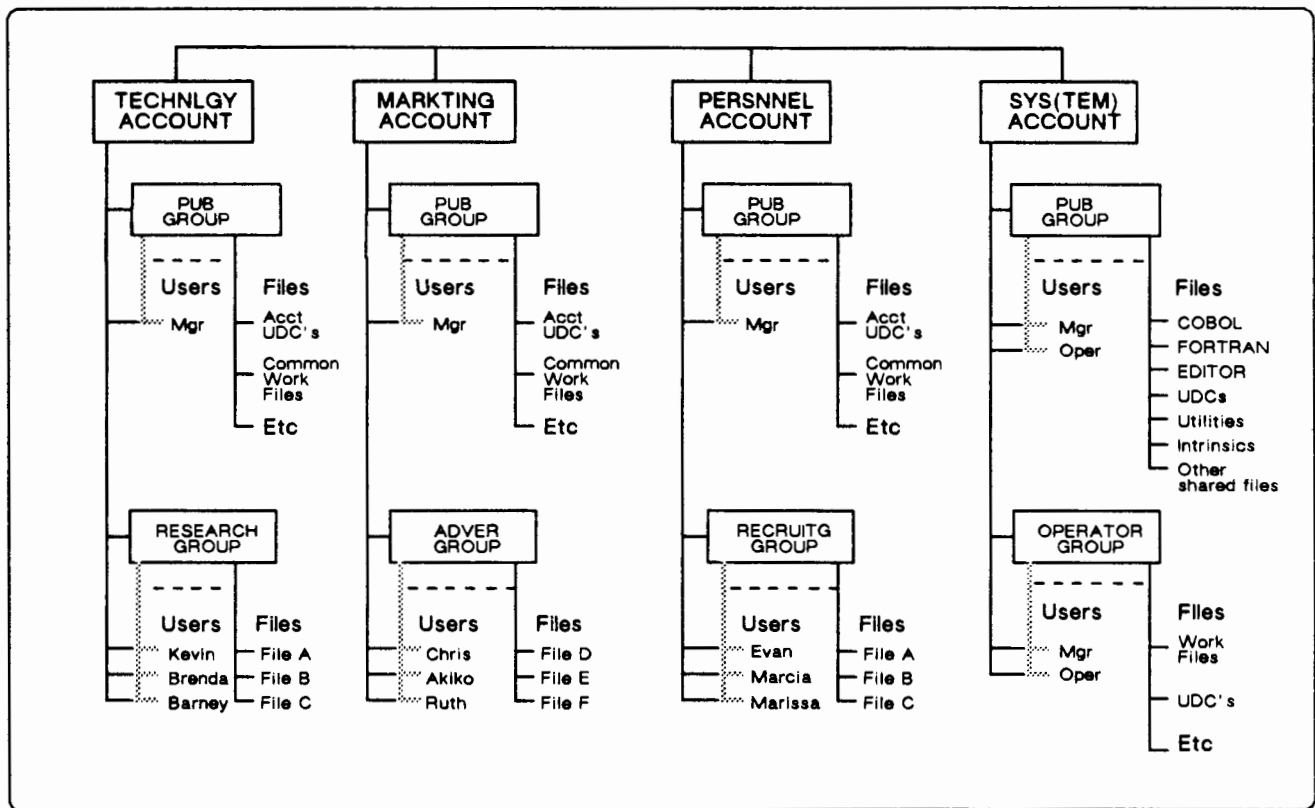 TECHNLGY
ACCOUNT
PUB
GROUP
Users
Files
Mgr
Acct
UDC's
Common
Work
Files
Etc
RESEARCH
GROUP
Users
Files
Kevin
File A
Brenda
File B
Barney
File C
MARKTING
ACCOUNT
PUB
GROUP
Users
Files
Mgr
Acct
UDC's
Common
Work
Files
Etc
ADVER
GROUP
Users
Files
Chris
File D
Akiko
File E
Ruth
File F
PERSNNEL
ACCOUNT
PUB
GROUP
Users
Files
Mgr
Acct
UDC's
Common
Work
Files
Etc
RECRUITG
GROUP
Users
Files
Evan
File A
Marcia
File B
Marissa
File C
SYS(TEM)
ACCOUNT
PUB
GROUP
Users
Files
Mgr
Oper
COBOL
FORTRAN
EDITOR
UDCs
Utilities
Intrinsics
Other
shared files
OPERATOR
GROUP
Users
Files
Mgr
Oper
Work
Files
UDC's
Etc